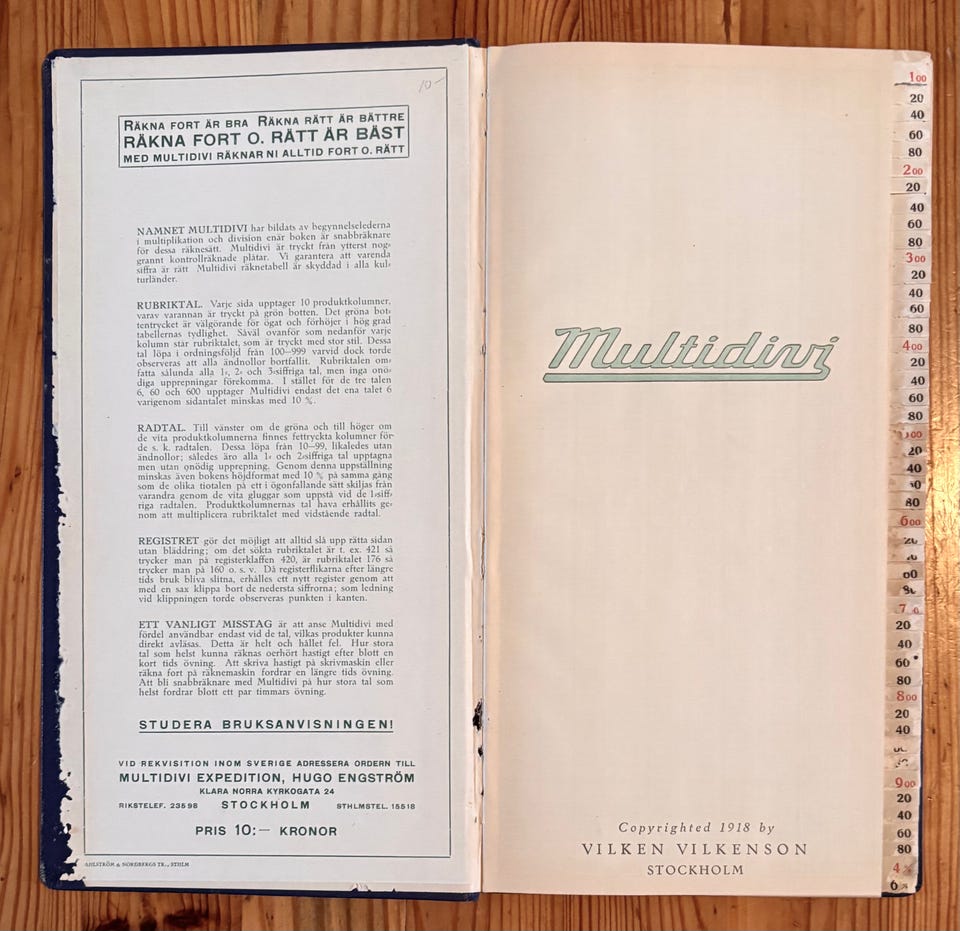 10-
RÄKNA FORT ÄR BRA RÄKNA RÄTT ÄR BÄTTRE
RÄKNA FORT O. RÄTT ÄR BÄST
MED MULTIDIVI RÄKNAR NI ALLTID FORT O. RÄTT
NAMNET MULTIDIVI har bildats av begynnelselederna
i multiplikation och division enär boken är snabbräknare
för dessa räknesätt. Multidivi är tryckt från ytterst nog-
grannt kontrollräknade plåtar. Vi garantera att varenda
siffra är rätt Multidivi räknetabell är skyddad i alla kul-
turländer.
RUBRIKTAL. Varje sida upptager 10 produktkolumner,
varav varannan är tryckt på grön botten. Det gröna bot-
tentrycket är välgörande för ögat och förhöjer i hög grad
tabellernas tydlighet. Såväl ovanför som nedanför varje
kolumn står rubriktalet, som är tryckt med stor stil. Dessa
tal löpa i ordningsföljd från 100–999 varvid dock torde
observeras att alla ändnollor bortfallit. Rubriktalen om-
fatta sålunda alla 1-, 2- och 3-siffriga tal, men inga onö-
diga upprepningar förekomma. I stället för de tre talen
6, 60 och 600 upptager Multidivi endast det ena talet 6
varigenom sidantalet minskas med 10 %.
RADTAL. Till vänster om de gröna och till höger om
de vita produktkolumnerna finnes fettryckta kolumner för
de s. k. radtalen. Dessa löpa från 10–99, likaledes utan
ändnollor; således äro alla 1- och 2-siffriga tal upptagna
men utan onödig upprepning. Genom denna uppställning
minskas även bokens höjdformat med 10 % på samma gång
som de olika tiotalen på ett i ögonfallande sätt skiljas från
varandra genom de vita gluggar som uppstå vid de 1-siff-
riga radtalen. Produktkolumnernas tal hava erhållits ge-
nom att multiplicera rubriktalet med vidstående radtal.
REGISTRET gör det möjligt att alltid slå upp rätta sidan
utan bläddring; om det sökta rubriktalet är t. ex. 421 så
trycker man på registerklaffen 420, är rubriktalet 176 så
trycker man på 160 o. s. v. Då registerflikarna efter längre
tids bruk bliva slitna, erhålles ett nytt register genom att
med en sax klippa bort de nedersta siffrorna; som ledning
vid klippningen torde observeras punkten i kanten.
ETT VANLIGT MISSTAG är att anse Multidivi med
fördel användbar endast vid de tal, vilkas produkter kunna
direkt avläsas. Detta är helt och hållet fel. Hur stora
tal som helst kunna räknas oerhört hastigt efter blott en
kort tids övning. Att skriva hastigt på skrivmaskin eller
räkna fort på räknemaskin fordrar en längre tids övning.
Att bli snabbräknare med Multidivi på hur stora tal som
helst fordrar blott ett par timmars övning.
STUDERA BRUKSANVISNINGEN!
VID REKVISITION INOM SVERIGE ADRESSERA ORDERN TILL
MULTIDIVI EXPEDITION, HUGO ENGSTRÖM
KLARA NORRA KYRKOGATA 24
RIKSTELEF. 23598 STOCKHOLM STHLMSTEL. 15518
PRIS 10:— KRONOR
AHLSTRÖM & NORDBERGS TR., STHLM
Multidivi
Copyrighted 1918 by
VILKEN VILKENSON
STOCKHOLM
100
20
40
60
80
200
20
40
60
80
300
20
40
60
80
400
20
40
60
80
20
40
80
600
20
40
60
80
800
20
40
900
20
40
60
80
4
6